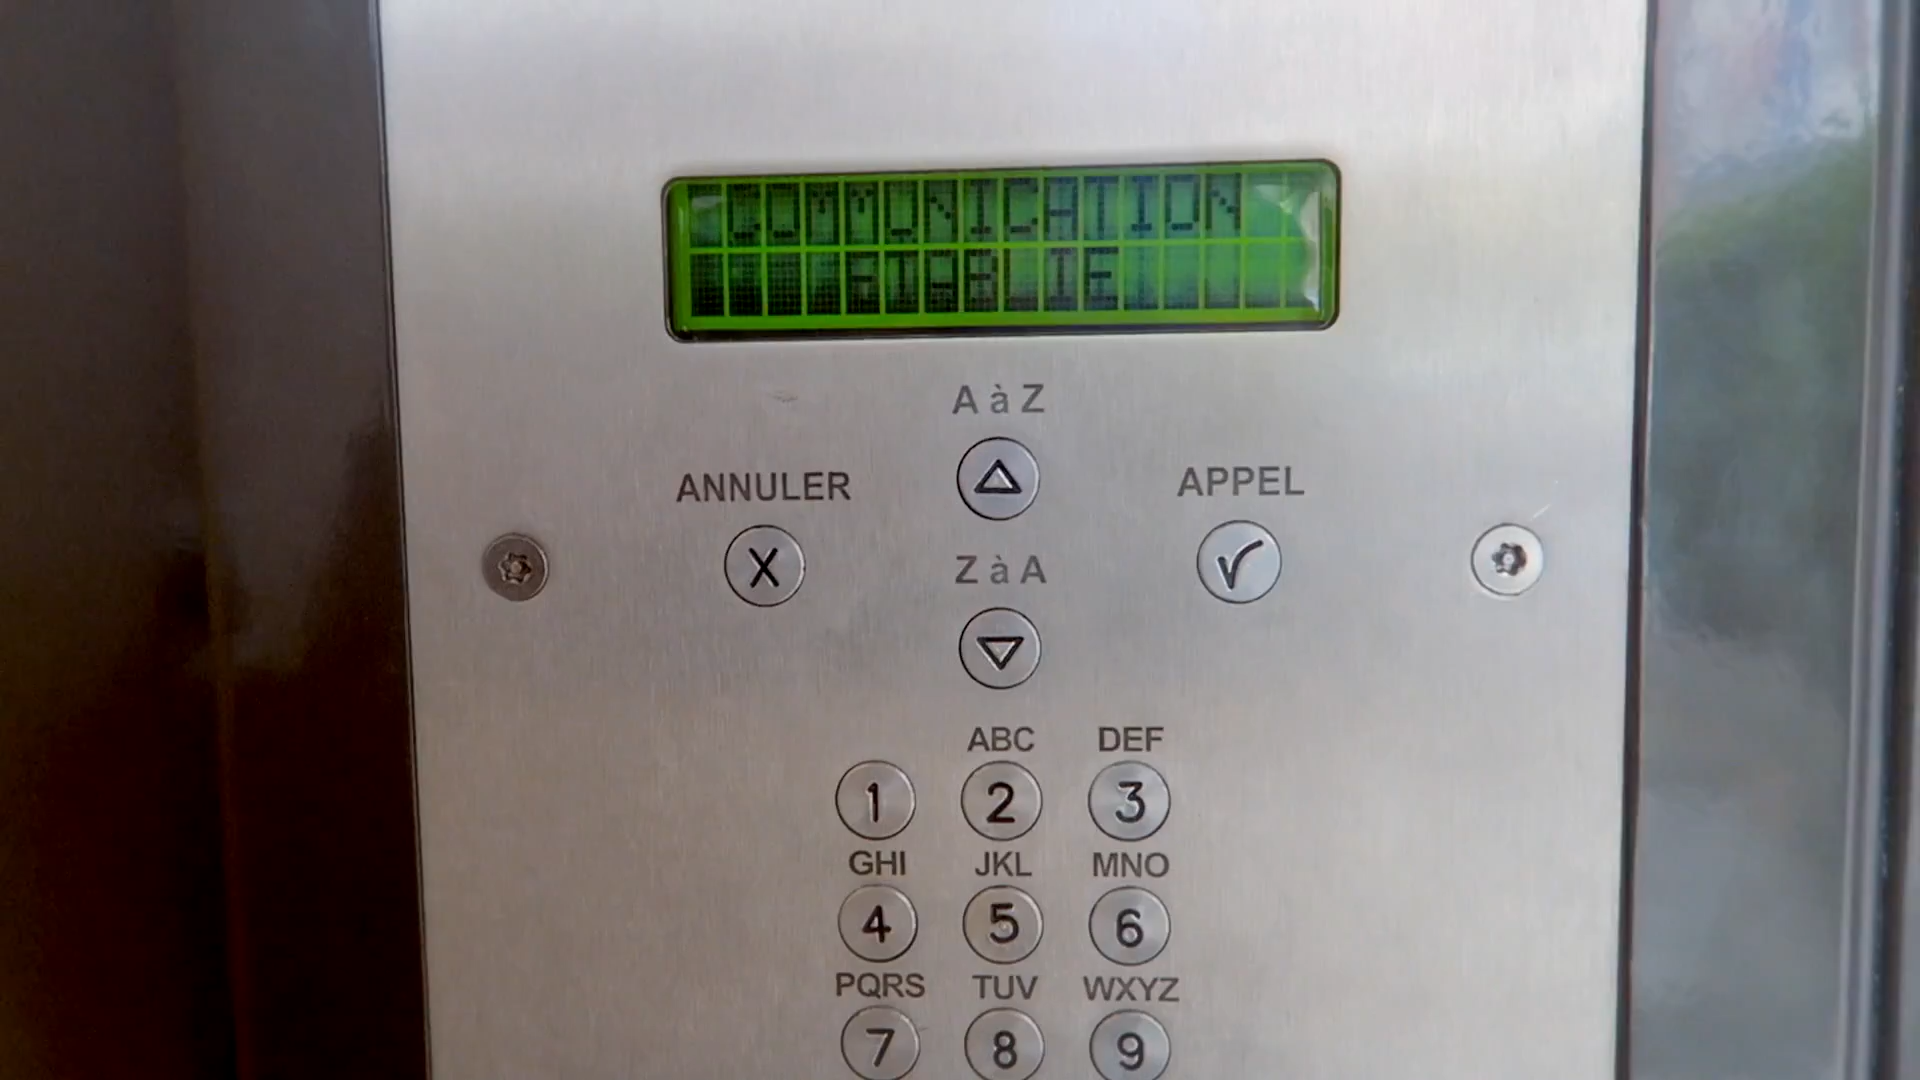 COMMUNICATION
ETABLIE
A à Z
ANNULER
APPEL
X
Z à A
ABC DEF
1 2 3
GHI JKL MNO
4 5 6
PQRS TUV WXYZ
7 8 9